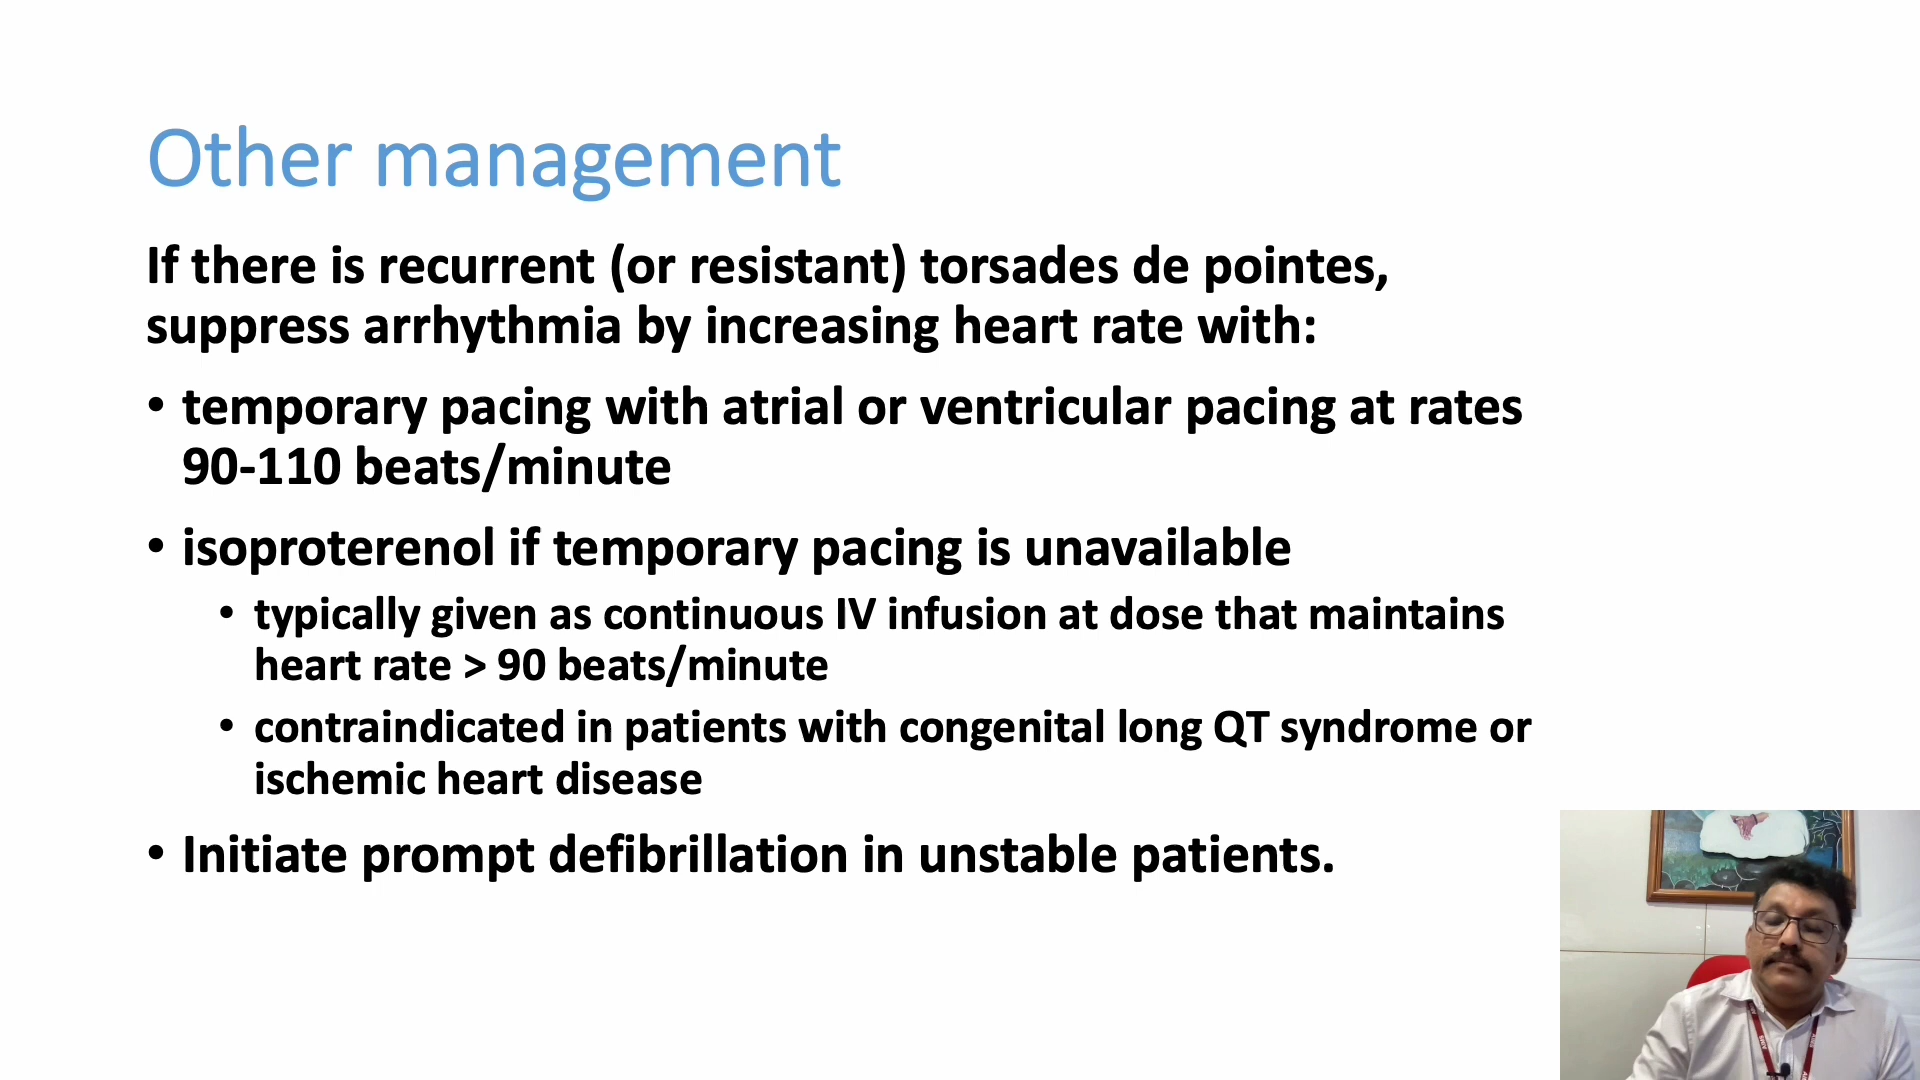 Other management
If there is recurrent (or resistant) torsades de pointes,
suppress arrhythmia by increasing heart rate with:
• temporary pacing with atrial or ventricular pacing at rates
90-110 beats/minute
• isoproterenol if temporary pacing is unavailable
• typically given as continuous IV infusion at dose that maintains
heart rate > 90 beats/minute
• contraindicated in patients with congenital long QT syndrome or
ischemic heart disease
• Initiate prompt defibrillation in unstable patients.